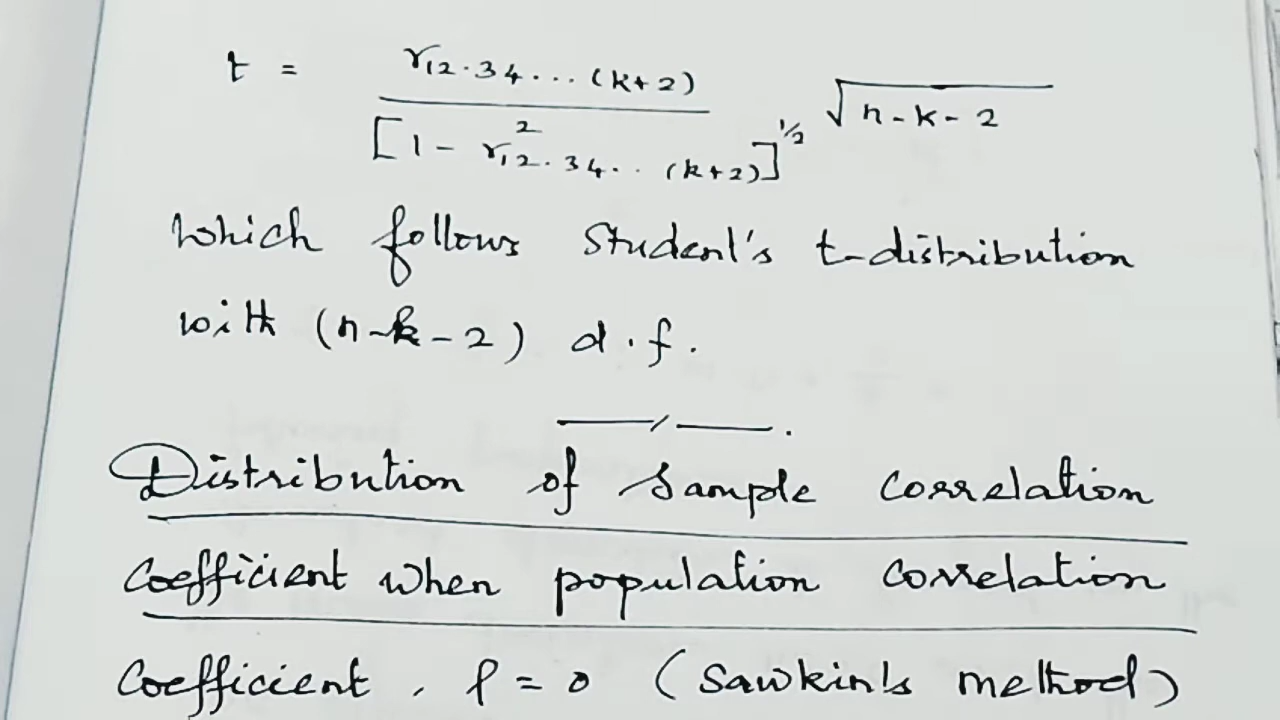 t = r12.34...(k+2) / [1 - r²12.34..(k+2)]^1/2 √n-k-2
which follows Student's t-distribution
with (n-k-2) d.f.
Distribution of Sample correlation
Coefficient when population correlation
Coefficient, ρ = 0 (Sawkin's method)